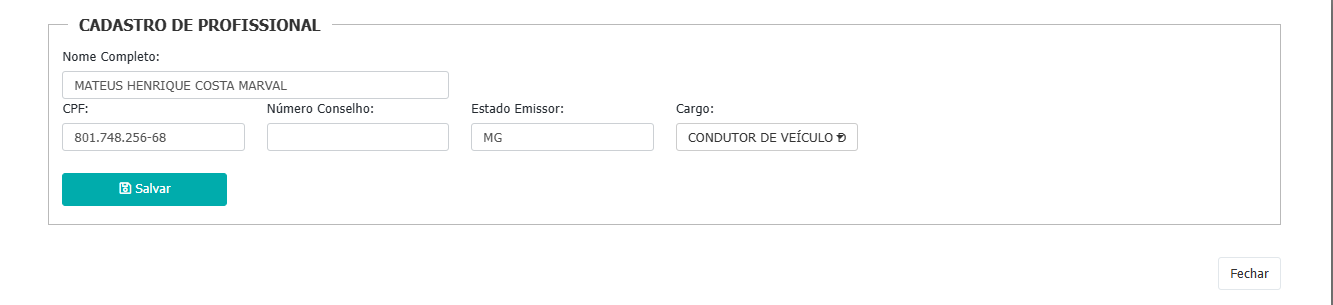 CADASTRO DE PROFISSIONAL
Nome Completo:
MATEUS HENRIQUE COSTA MARVAL
CPF: Número Conselho: Estado Emissor: Cargo:
801.748.256-68 MG CONDUTOR DE VEÍCULO D
Salvar
Fechar